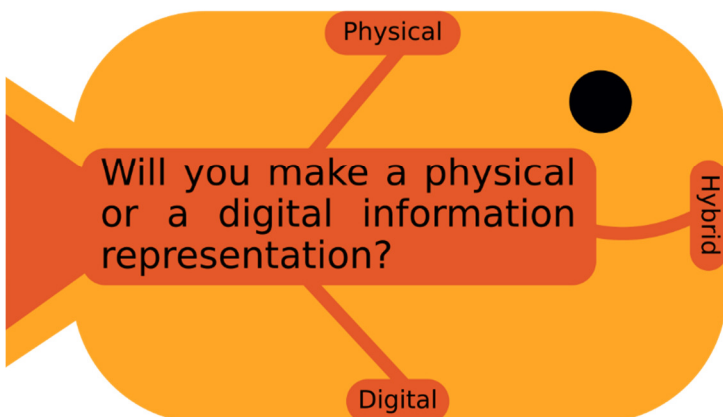 Physical
Will you make a physical
or a digital information
representation?
Hybrid
Digital